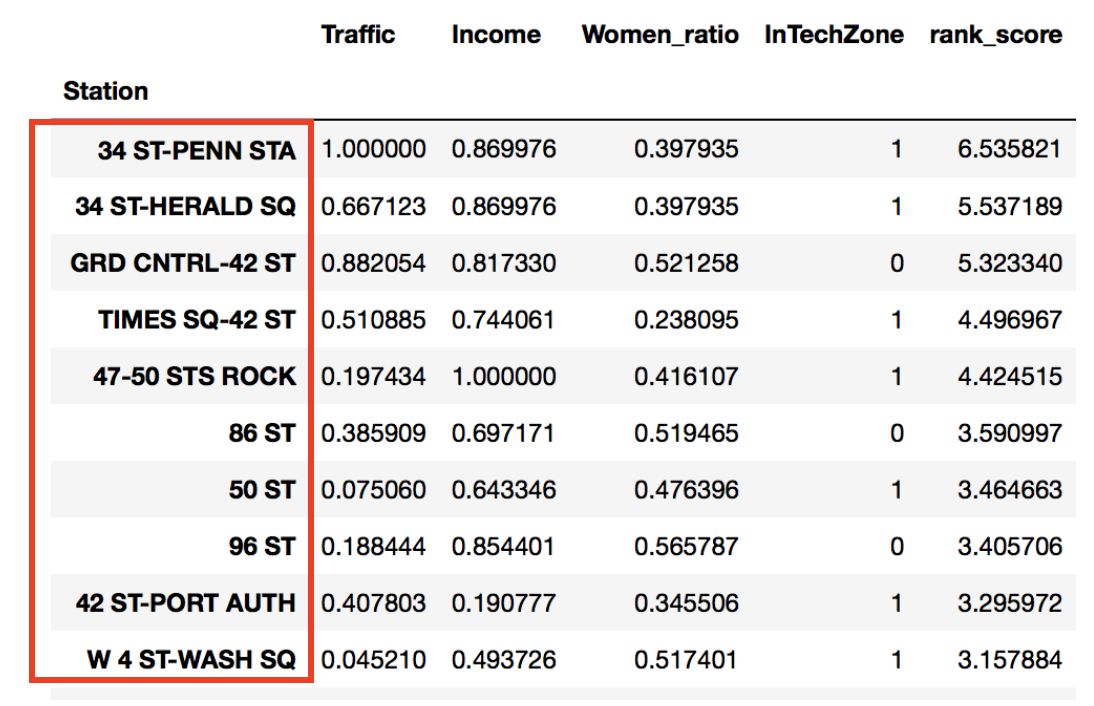 Traffic Income Women_ratio InTechZone rank_score
Station
34 ST-PENN STA 1.000000 0.869976 0.397935 1 6.535821
34 ST-HERALD SQ 0.667123 0.869976 0.397935 1 5.537189
GRD CNTRL-42 ST 0.882054 0.817330 0.521258 0 5.323340
TIMES SQ-42 ST 0.510885 0.744061 0.238095 1 4.496967
47-50 STS ROCK 0.197434 1.000000 0.416107 1 4.424515
86 ST 0.385909 0.697171 0.519465 0 3.590997
50 ST 0.075060 0.643346 0.476396 1 3.464663
96 ST 0.188444 0.854401 0.565787 0 3.405706
42 ST-PORT AUTH 0.407803 0.190777 0.345506 1 3.295972
W 4 ST-WASH SQ 0.045210 0.493726 0.517401 1 3.157884